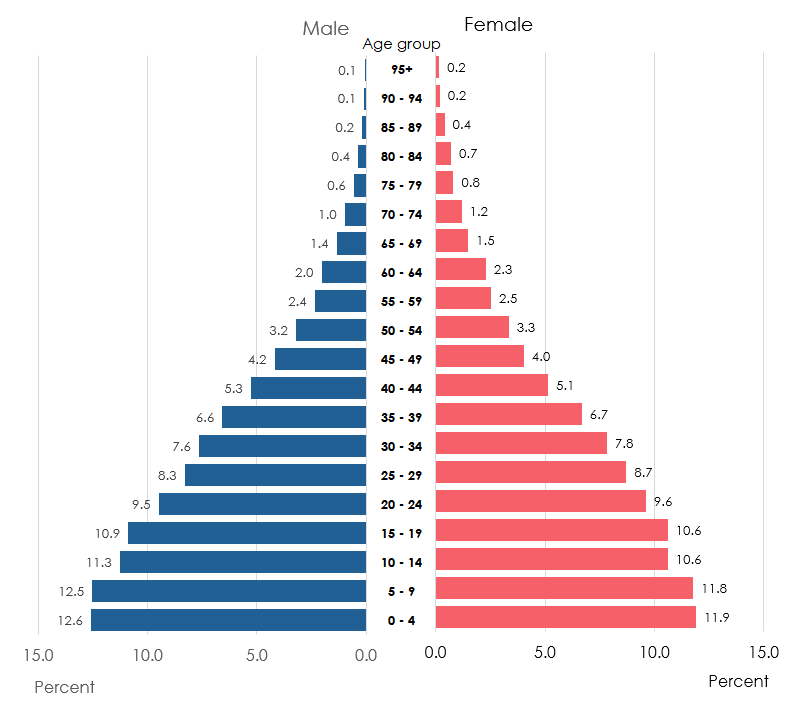 Male Female
Age group
0.1 95+ 0.2
0.1 90 - 94 0.2
0.2 85 - 89 0.4
0.4 80 - 84 0.7
0.6 75 - 79 0.8
1.0 70 - 74 1.2
1.4 65 - 69 1.5
2.0 60 - 64 2.3
2.4 55 - 59 2.5
3.2 50 - 54 3.3
4.2 45 - 49 4.0
5.3 40 - 44 5.1
6.6 35 - 39 6.7
7.6 30 - 34 7.8
8.3 25 - 29 8.7
9.5 20 - 24 9.6
10.9 15 - 19 10.6
11.3 10 - 14 10.6
12.5 5 - 9 11.8
12.6 0 - 4 11.9
15.0 10.0 5.0 0.0 0.0 5.0 10.0 15.0
Percent Percent